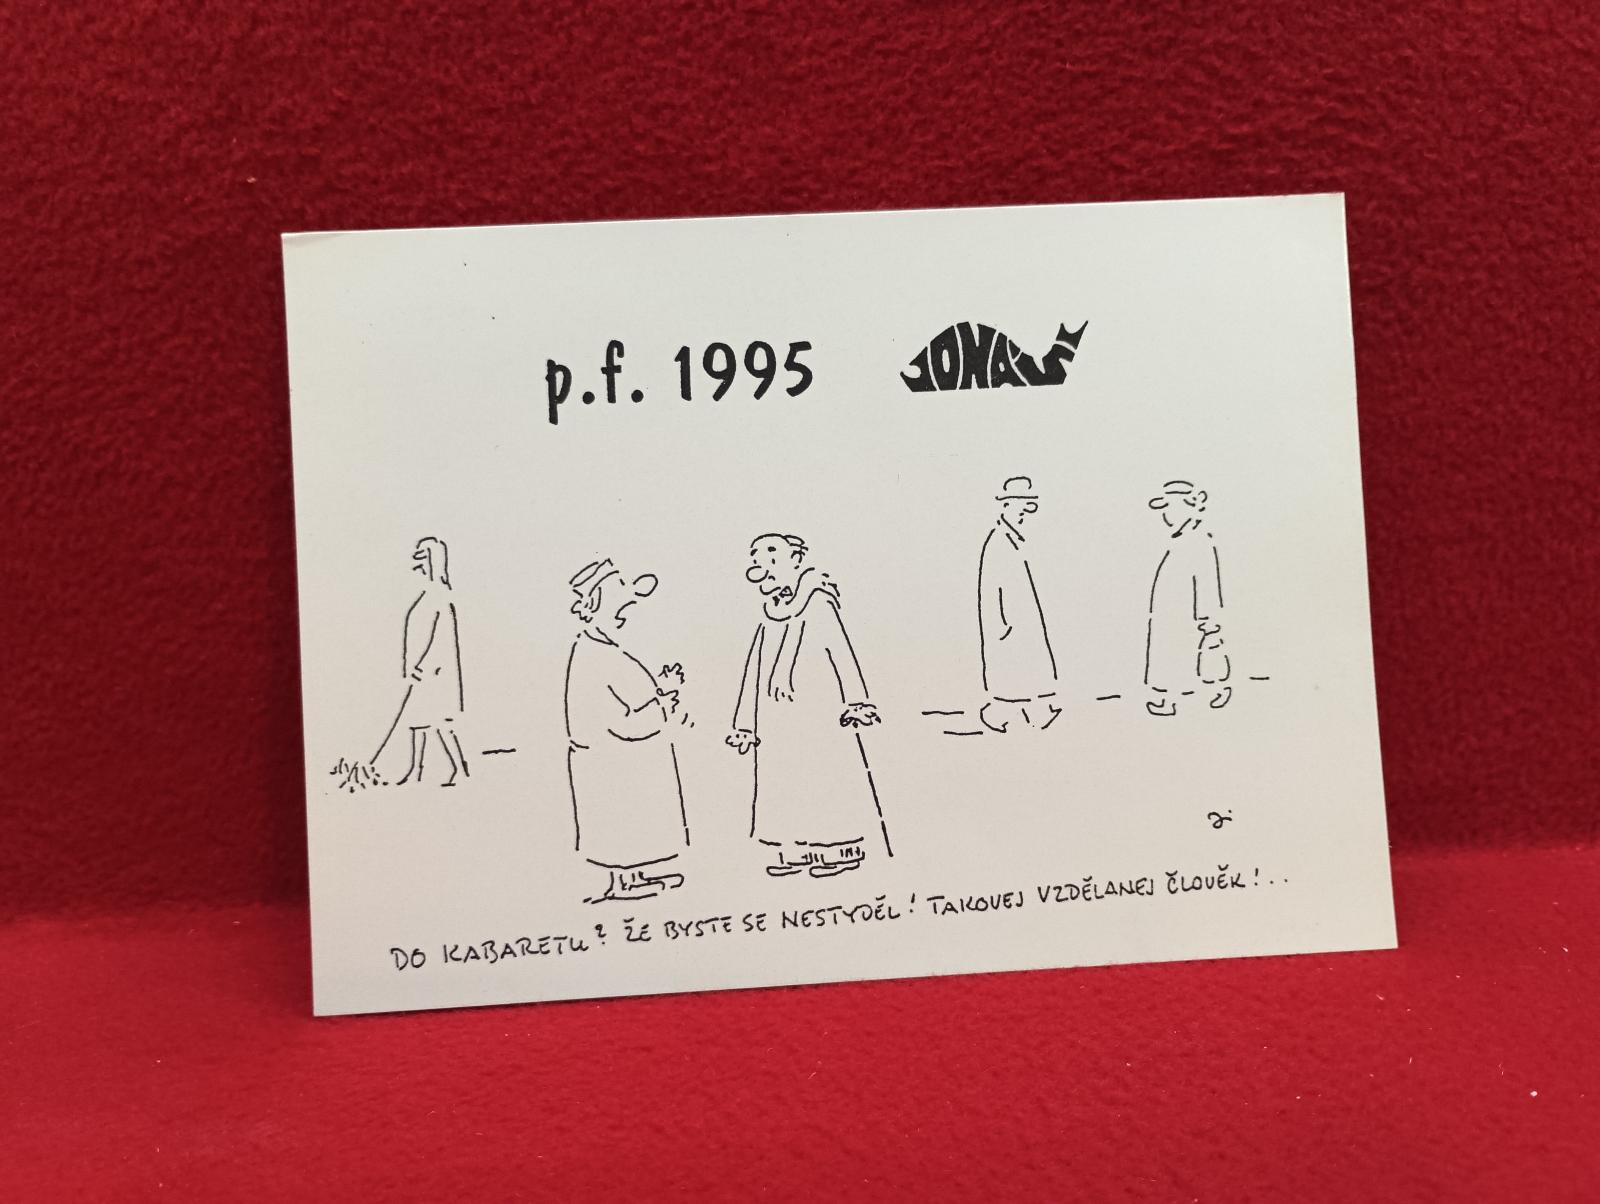 p.f. 1995 JONÁŠ
DO KABARETU? ŽE BYSTE SE NESTYDĚL! TAKOVEJ VZDĚLANEJ ČLOVĚK!..